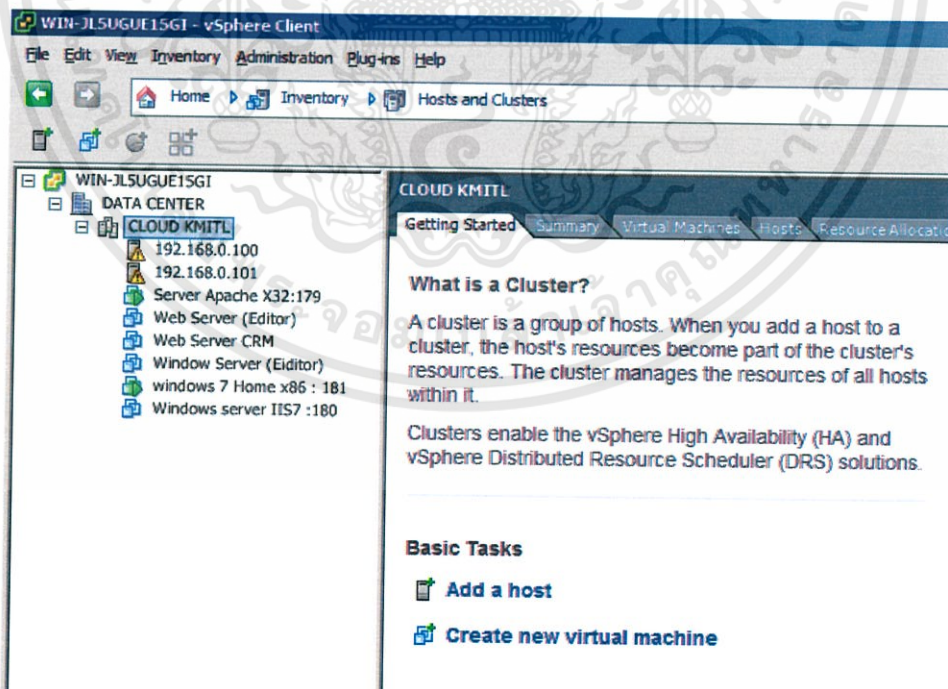 WIN-JL5UGUE15GI - vSphere Client
File Edit View Inventory Administration Plug-ins Help
Home Inventory Hosts and Clusters
WIN-JL5UGUE15GI
DATA CENTER
CLOUD KMITL
192.168.0.100
192.168.0.101
Server Apache X32:179
Web Server (Editor)
Web Server CRM
Window Server (Eiditor)
windows 7 Home x86 : 181
Windows server IIS7 :180
CLOUD KMITL
Getting Started Summary Virtual Machines Hosts Resource Allocatio
What is a Cluster?
A cluster is a group of hosts. When you add a host to a
cluster, the host's resources become part of the cluster's
resources. The cluster manages the resources of all hosts
within it.
Clusters enable the vSphere High Availability (HA) and
vSphere Distributed Resource Scheduler (DRS) solutions.
Basic Tasks
Add a host
Create new virtual machine